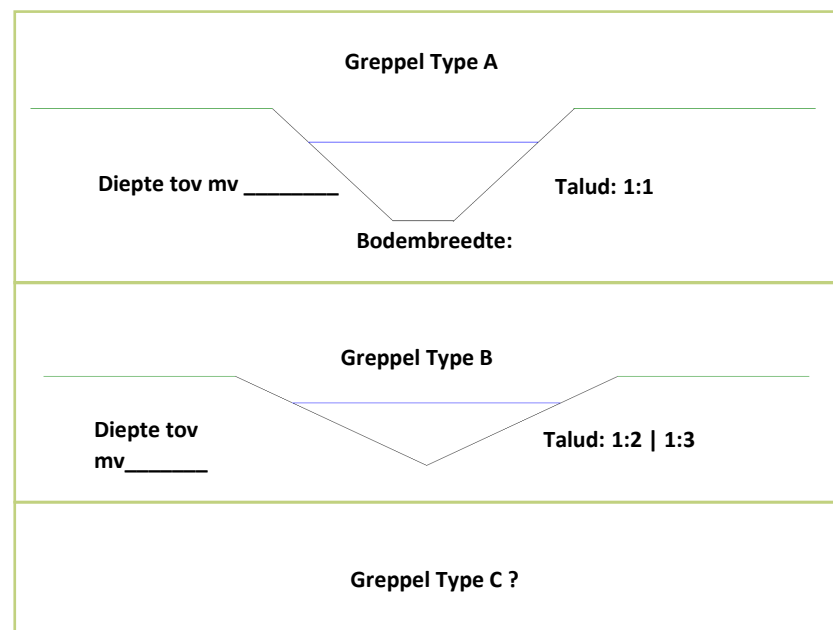 Greppel Type A
Diepte tov mv ________
Talud: 1:1
Bodembreedte:
Greppel Type B
Diepte tov
mv_______
Talud: 1:2 | 1:3
Greppel Type C ?